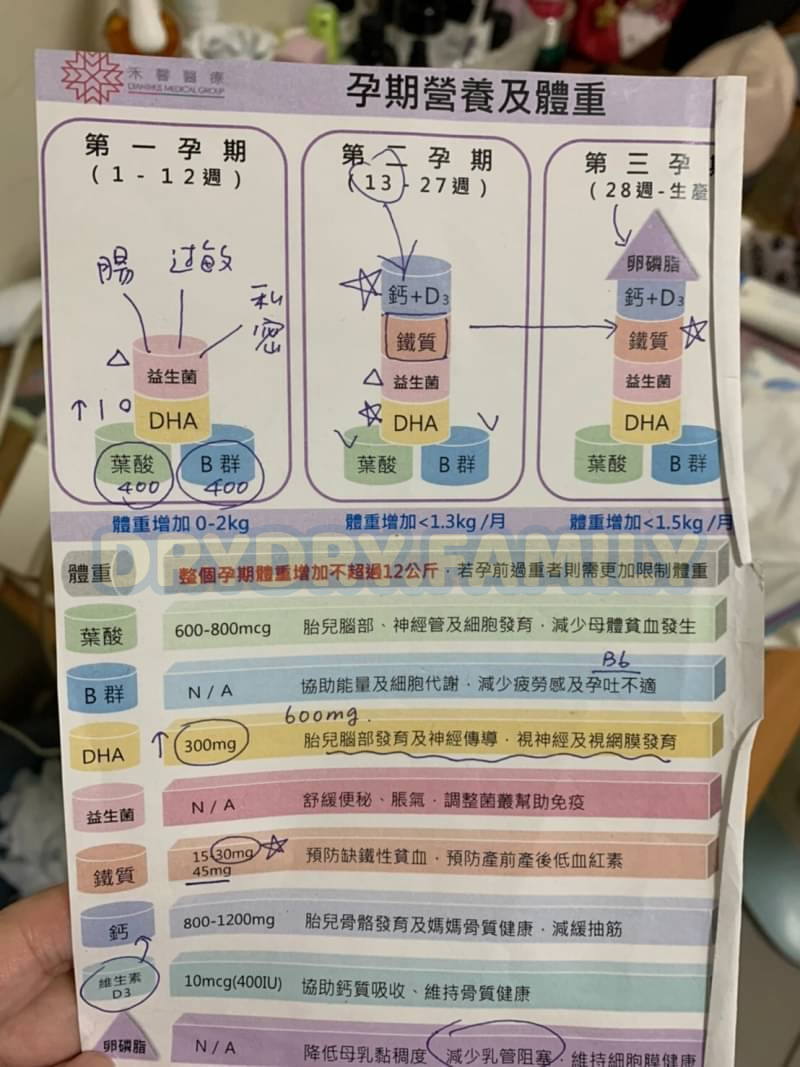 禾馨醫療
DIANTHUS MEDICAL GROUP
孕期營養及體重
第一孕期
(1-12週)
腸 过敏 私密
△ 益生菌
↑10 DHA
葉酸 B群
400 400
體重增加 0-2kg
第二孕期
(13-27週)
☆ 鈣+D3
鐵質
△ 益生菌
☆ DHA
葉酸 B群
體重增加<1.3kg /月
第三孕
(28週-生產
卵磷脂
鈣+D3
鐵質 ☆
益生菌
DHA
葉酸 B群
體重增加<1.5kg /月
DRYDRY.FAMILY
體重 整個孕期體重增加不超過12公斤，若孕前過重者則需更加限制體重
葉酸 600-800mcg 胎兒腦部、神經管及細胞發育，減少母體貧血發生
B6
B群 N/A 協助能量及細胞代謝，減少疲勞感及孕吐不適
600mg.
DHA ↑ 300mg 胎兒腦部發育及神經傳導，視神經及視網膜發育
益生菌 N/A 舒緩便秘、脹氣，調整菌叢幫助免疫
鐵質 15-30mg ☆ 預防缺鐵性貧血，預防產前產後低血紅素
45mg
鈣 800-1200mg 胎兒骨骼發育及媽媽骨質健康，減緩抽筋
維生素D3 10mcg(400IU) 協助鈣質吸收、維持骨質健康
卵磷脂 N/A 降低母乳黏稠度，減少乳管阻塞，維持細胞膜健康